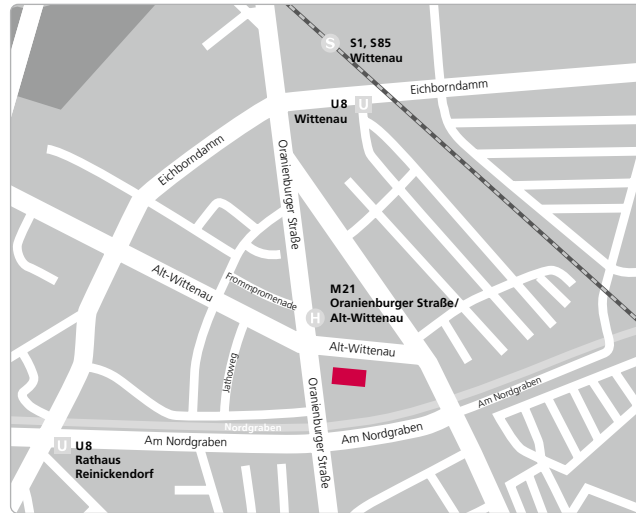 S
S1, S85
Wittenau
Eichborndamm
U8
Wittenau
U
Eichborndamm
Oranienburger Straße
Alt-Wittenau
Frommpromenade
M21
Oranienburger Straße/
Alt-Wittenau
H
Alt-Wittenau
Jathoweg
Oranienburger Straße
Am Nordgraben
Nordgraben
Am Nordgraben
Am Nordgraben
U
U8
Rathaus
Reinickendorf